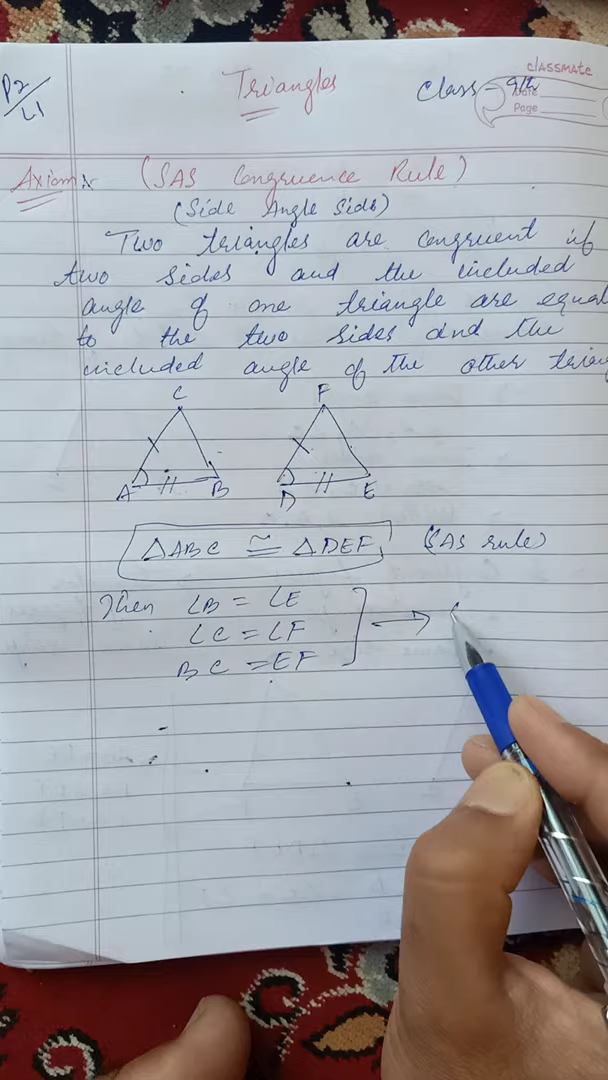 P2/L1
Triangles
Class - 9th
classmate
Date
Page
Axiom:
(SAS Congruence Rule)
(Side Angle Side)
Two triangles are congruent if
two sides and the included
angle of one triangle are equal
to the two sides and the
included angle of the other triang
C
F
A
B
D
E
△ABC ≅ △DEF
(SAS rule)
Then ∠B = ∠E
∠C = ∠F
BC = EF